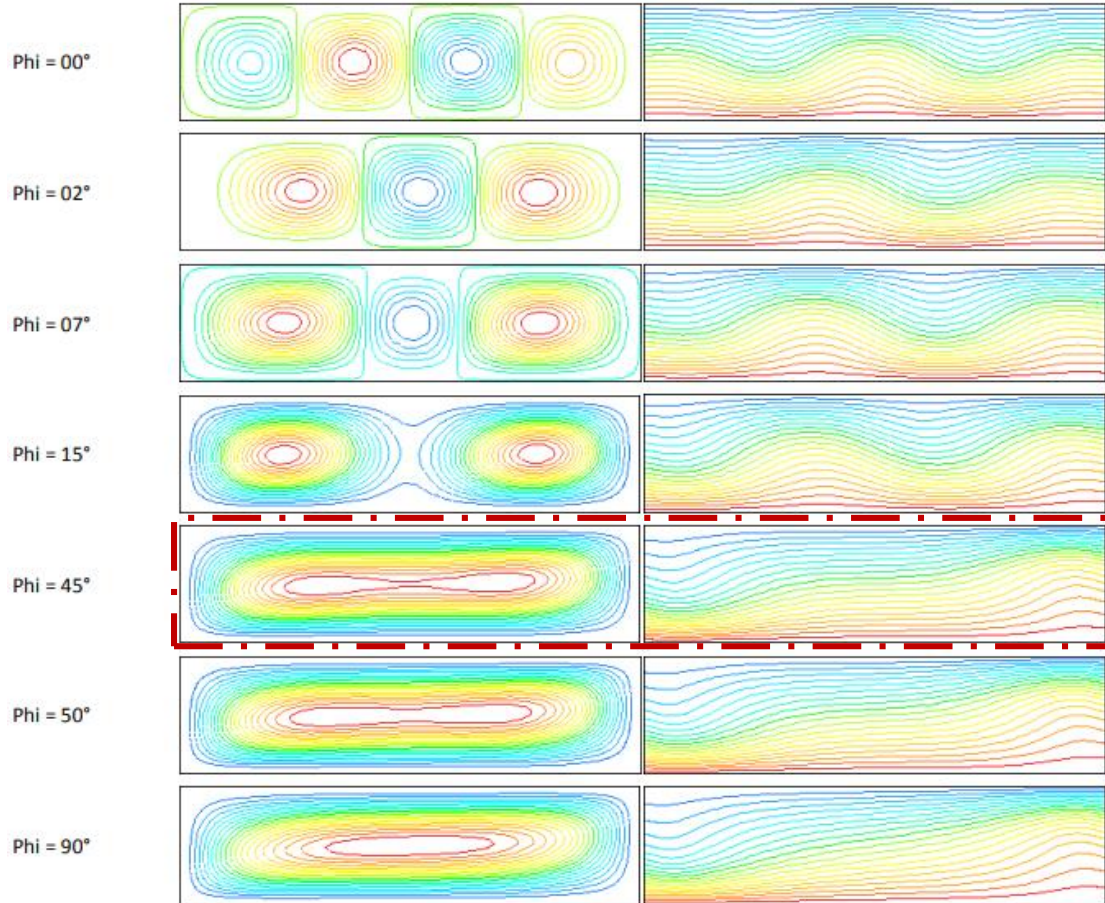 Phi = 00°
Phi = 02°
Phi = 07°
Phi = 15°
Phi = 45°
Phi = 50°
Phi = 90°